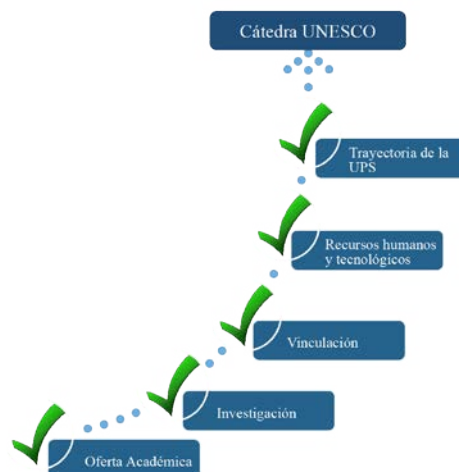 Cátedra UNESCO
Trayectoria de la
UPS
Recursos humanos
y tecnológicos
Vinculación
Investigación
Oferta Académica